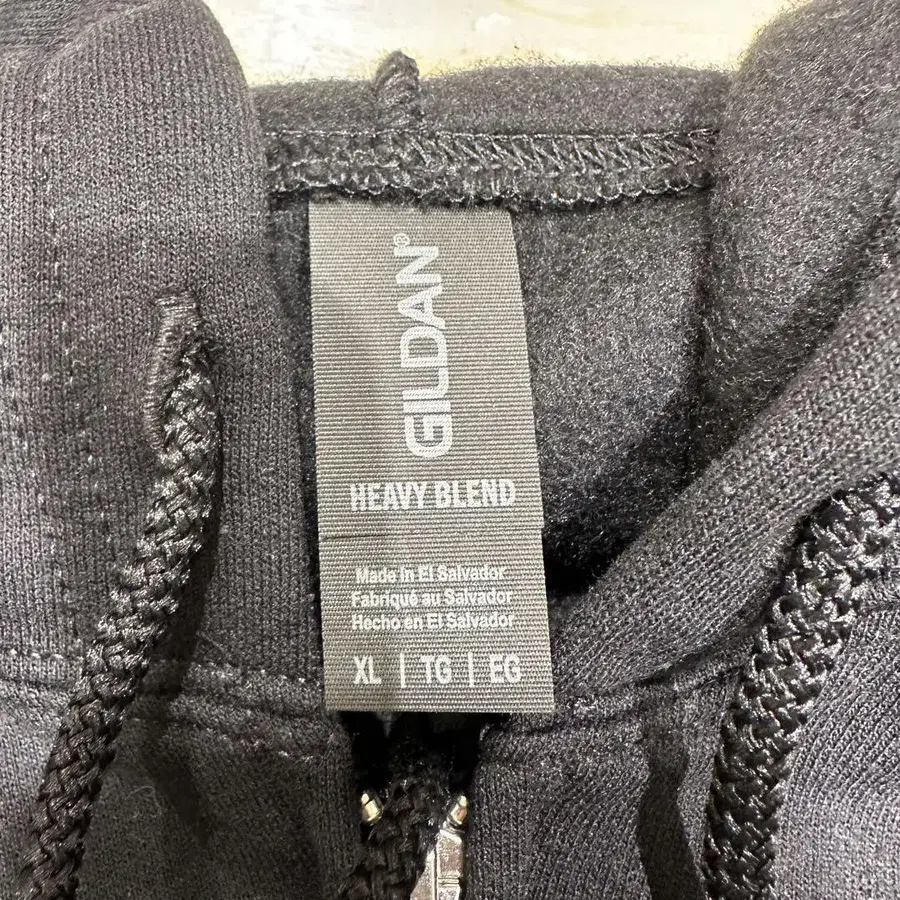 GILDAN®
HEAVY BLEND
Made in El Salvador
Fabriqué au Salvador
Hecho en El Salvador
XL | TG | EG